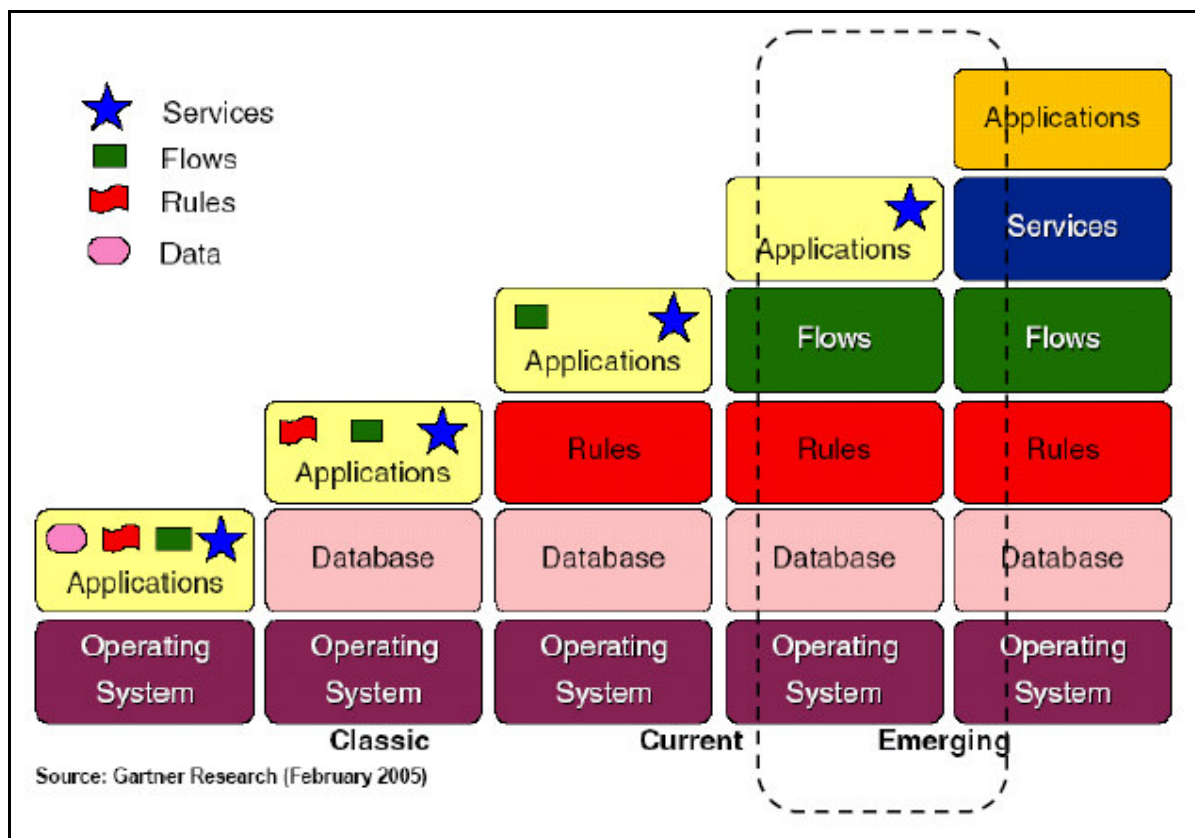 Services
Flows
Rules
Data
Applications
Applications
Services
Applications
Flows
Flows
Applications
Rules
Rules
Rules
Applications
Database
Database
Database
Database
Operating
System
Operating
System
Operating
System
Operating
System
Operating
System
Classic
Current
Emerging
Source: Gartner Research (February 2005)